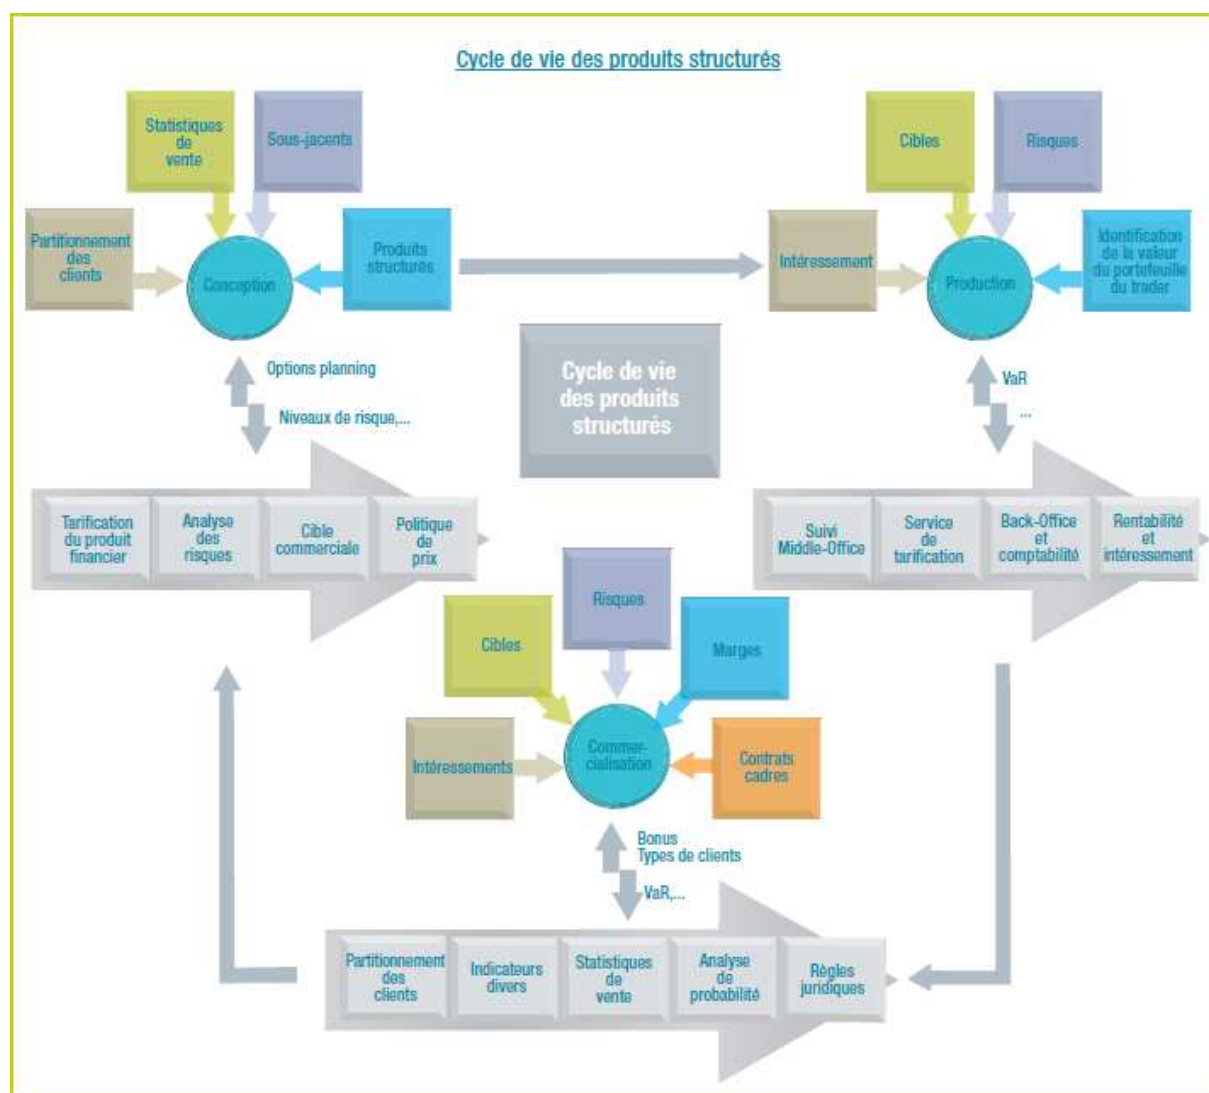 Cycle de vie des produits structurés
Statistiques
de
vente
Sous-jacents
Partitionnement
des
clients
Produits
structurés
Conception
Cibles
Risques
Intéressement
Identification
de la valeur
du portefeuille
du trader
Production
Options planning
Niveaux de risque,...
Cycle de vie
des produits
structurés
VaR
...
Tarification
du produit
financier
Analyse
des
risques
Cible
commerciale
Politique
de
prix
Suivi
Middle-Office
Service
de
tarification
Back-Office
et
comptabilité
Rentabilité
et
intéressement
Risques
Cibles
Marges
Intéressements
Commer-
cialisation
Contrats
cadres
Bonus
Types de clients
VaR,...
Partitionnement
des
clients
Indicateurs
divers
Statistiques
de
vente
Analyse
de
probabilité
Règles
juridiques